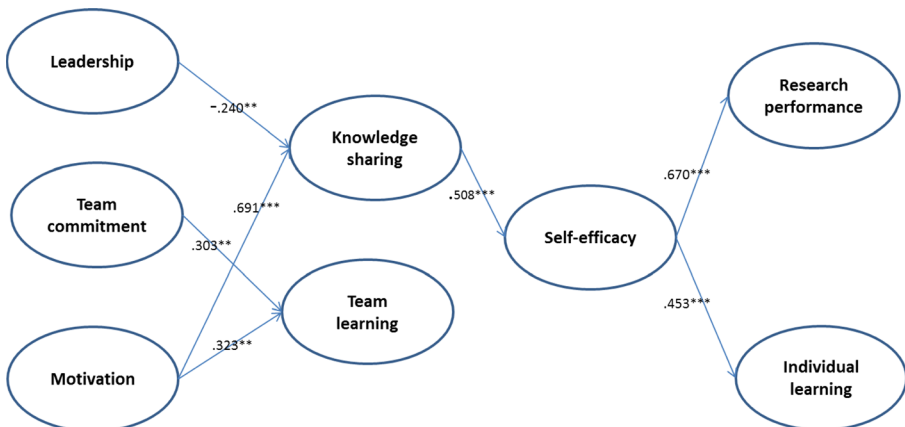 Leadership
Research
performance
-.240**
Knowledge
sharing
.670***
.508***
Team
commitment
.691***
.303**
Self-efficacy
Team
learning
.453***
.323**
Motivation
Individual
learning